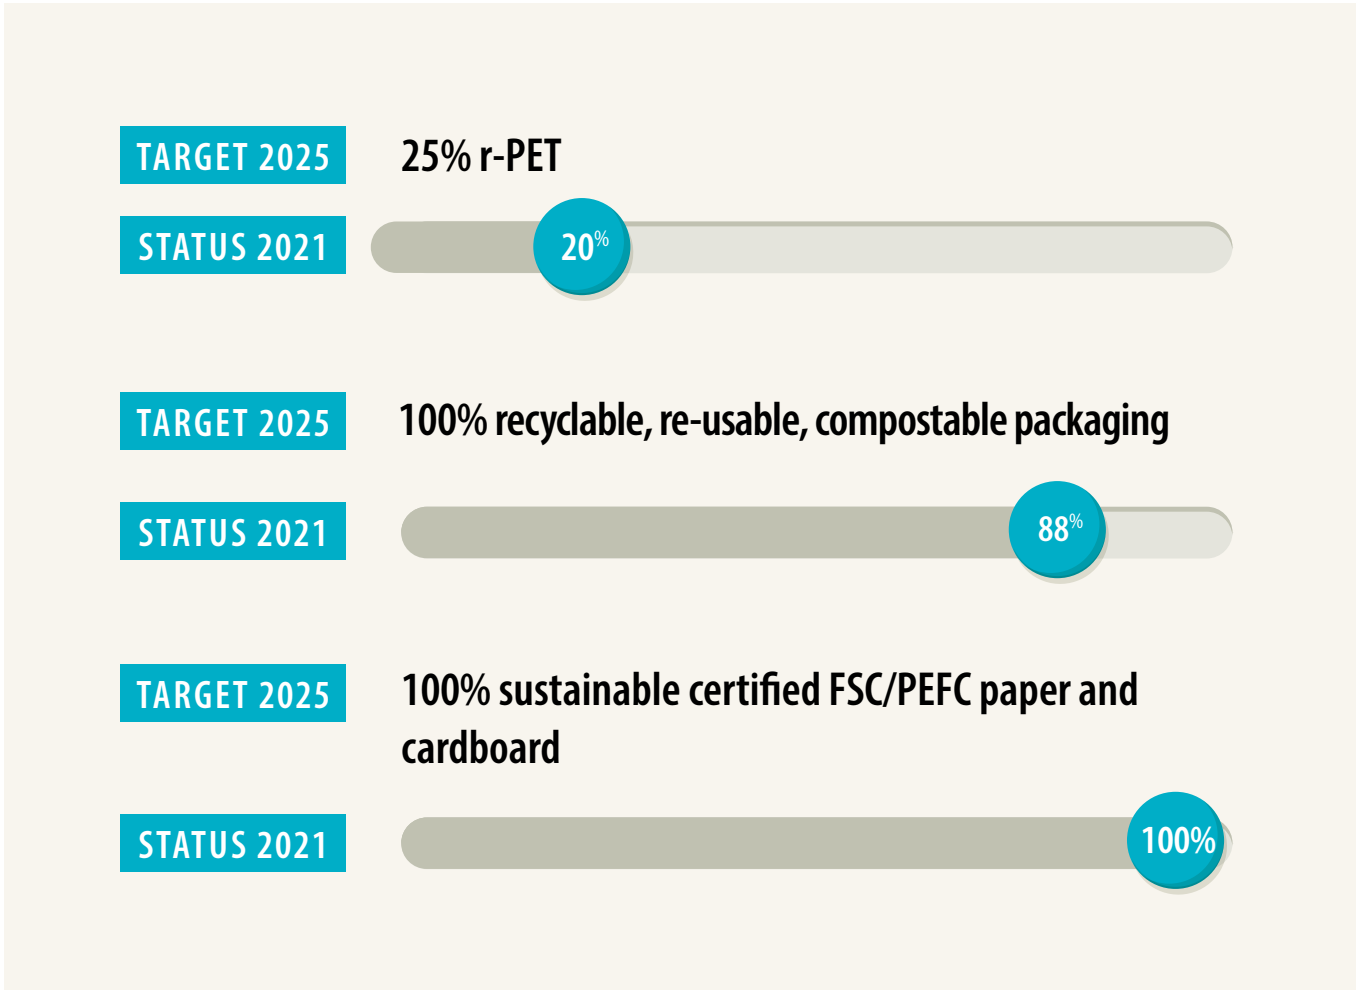 TARGET 2025
25% r-PET
STATUS 2021
20%
TARGET 2025
100% recyclable, re-usable, compostable packaging
STATUS 2021
88%
TARGET 2025
100% sustainable certified FSC/PEFC paper and
cardboard
STATUS 2021
100%